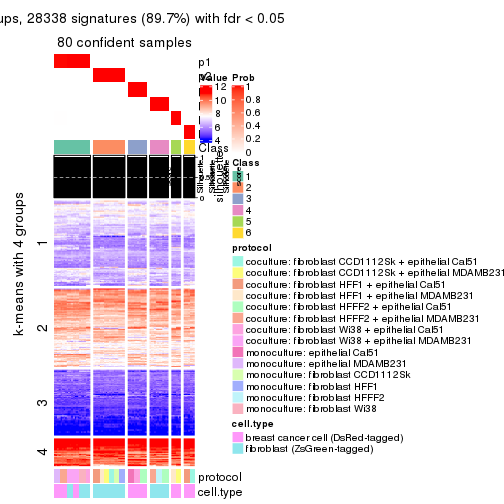 ups, 28338 signatures (89.7%) with fdr < 0.05
80 confident samples
p1
Class
Silhouette
score
1
0.5
0
k-means with 4 groups
1
2
3
4
protocol
cell.type
Value
12
10
8
6
4
Prob
1
0.8
0.6
0.4
0.2
0
Class
1
2
3
4
5
6
protocol
coculture: fibroblast CCD1112Sk + epithelial Cal51
coculture: fibroblast CCD1112Sk + epithelial MDAMB231
coculture: fibroblast HFF1 + epithelial Cal51
coculture: fibroblast HFF1 + epithelial MDAMB231
coculture: fibroblast HFFF2 + epithelial Cal51
coculture: fibroblast HFFF2 + epithelial MDAMB231
coculture: fibroblast Wi38 + epithelial Cal51
coculture: fibroblast Wi38 + epithelial MDAMB231
monoculture: epithelial Cal51
monoculture: epithelial MDAMB231
monoculture: fibroblast CCD1112Sk
monoculture: fibroblast HFF1
monoculture: fibroblast HFFF2
monoculture: fibroblast Wi38
cell.type
breast cancer cell (DsRed-tagged)
fibroblast (ZsGreen-tagged)